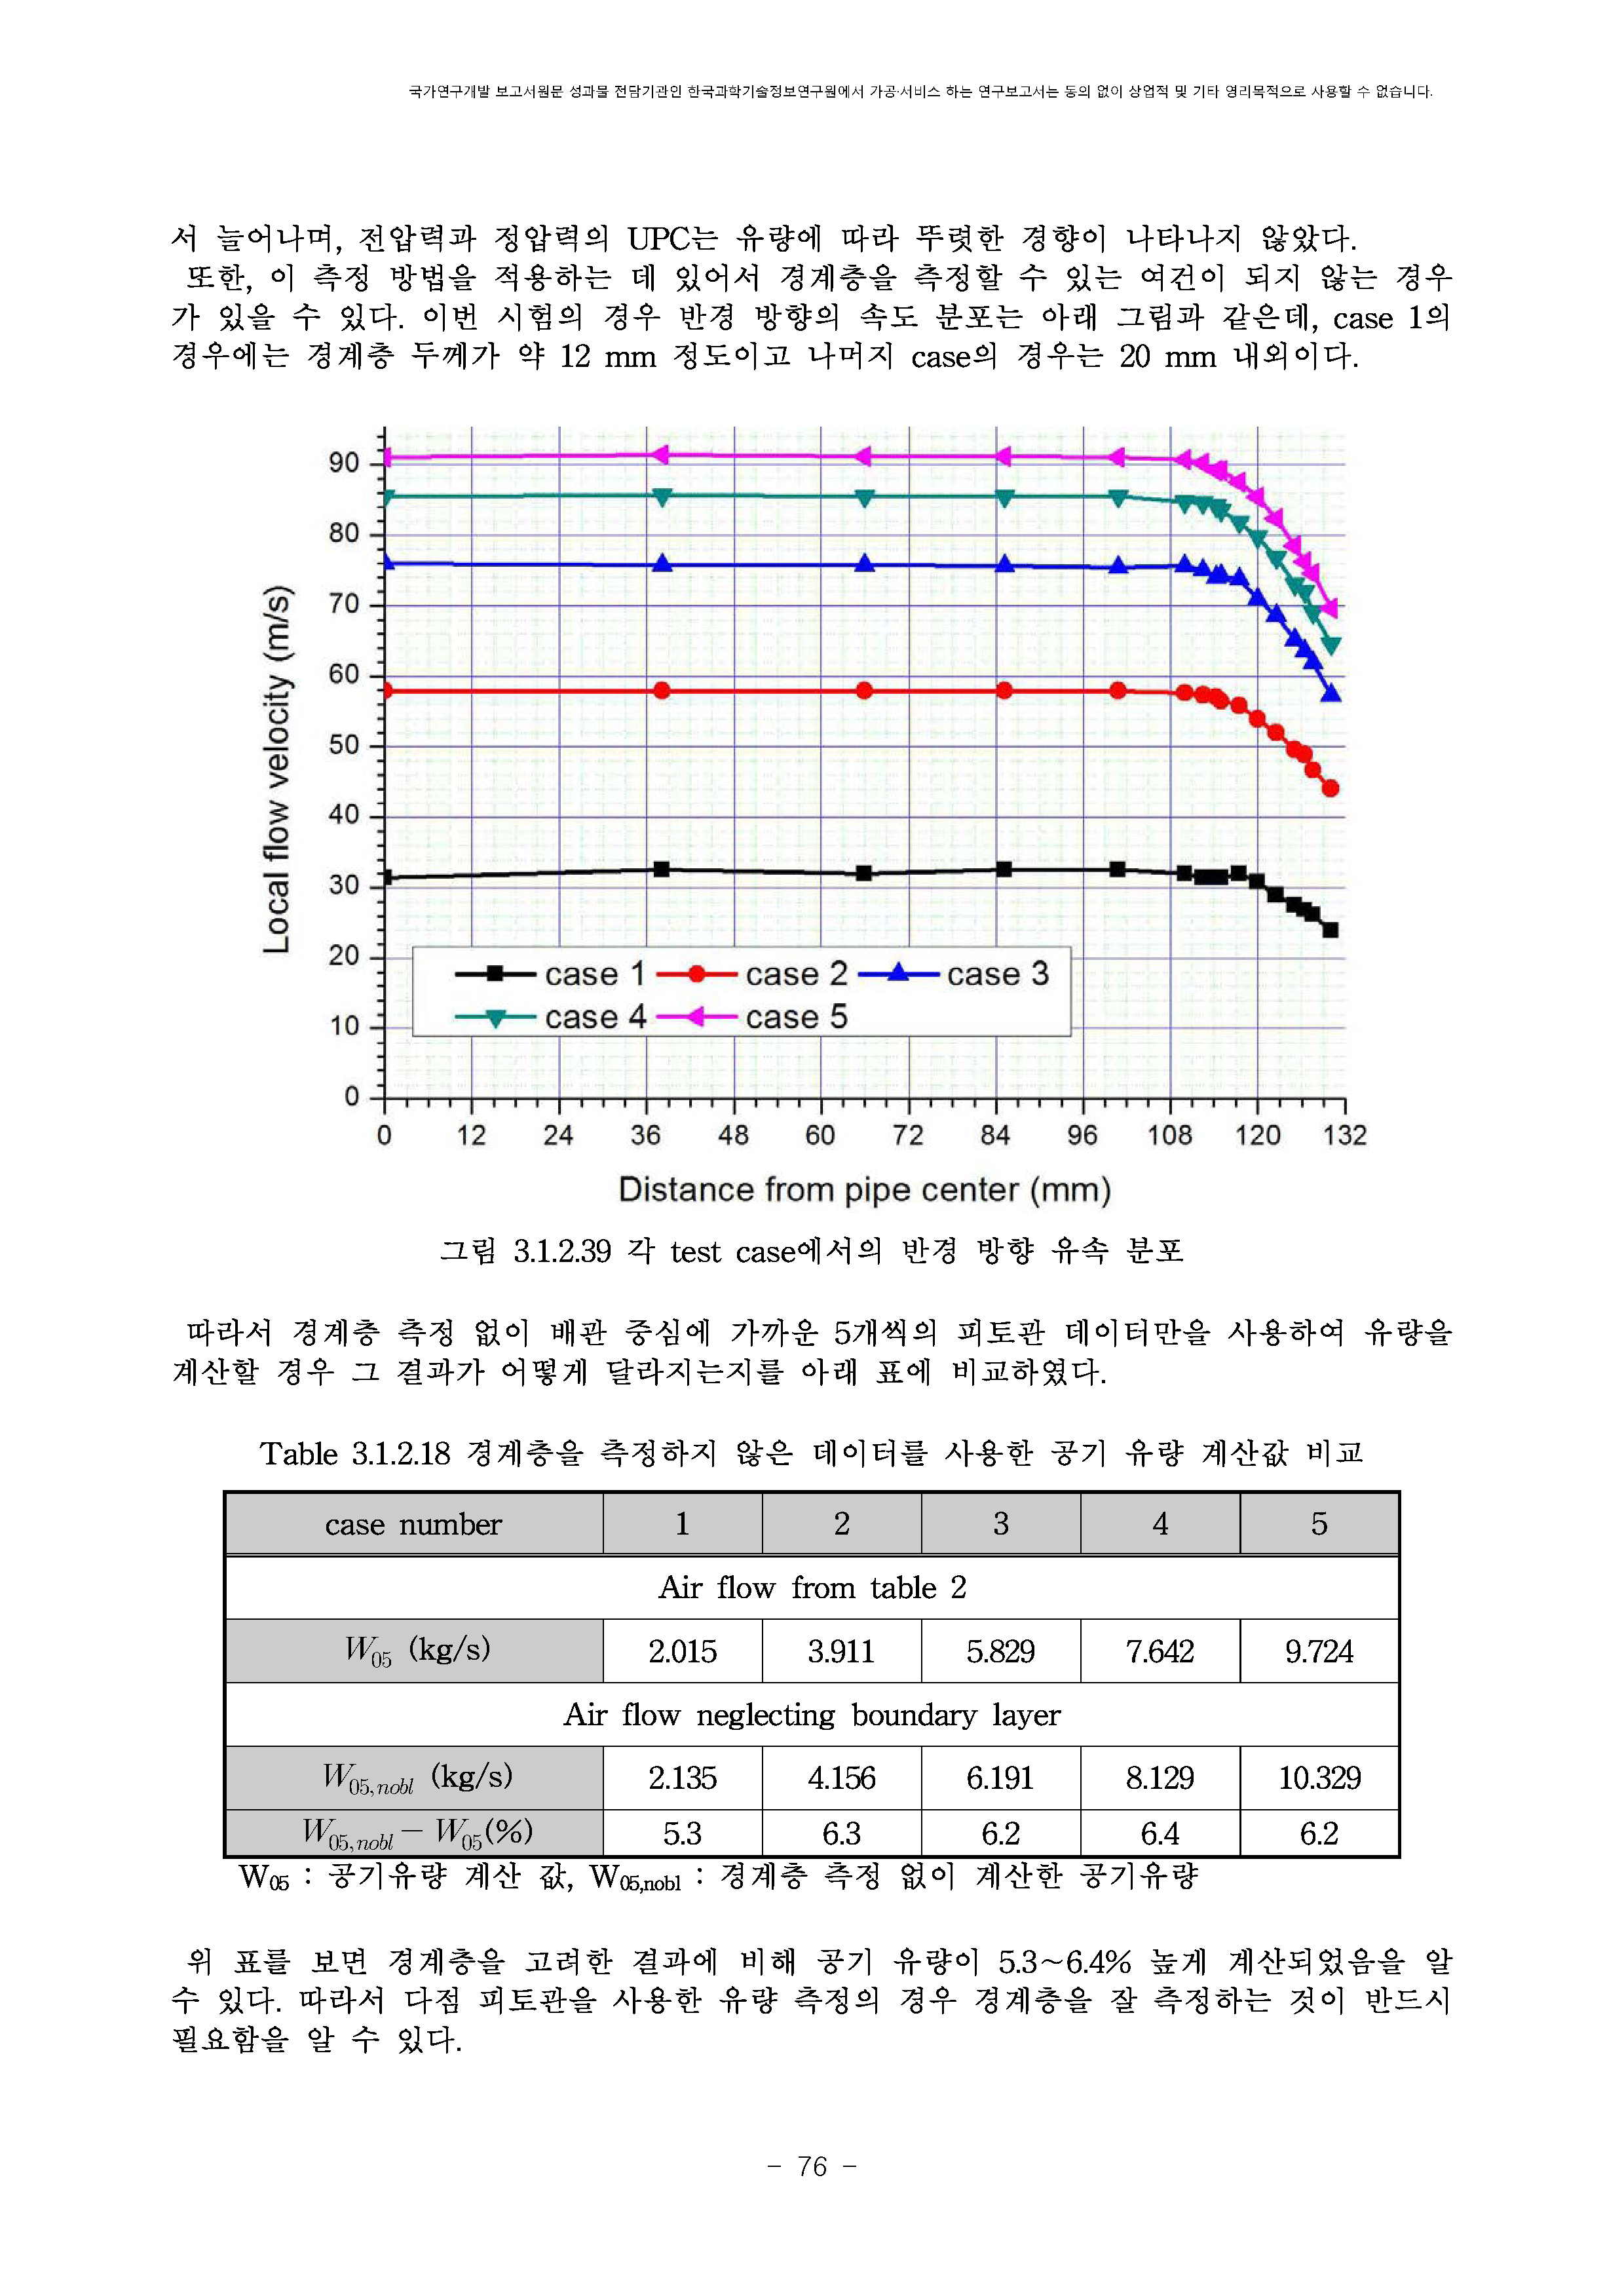 국가연구개발 보고서원문 성과물 전담기관인 한국과학기술정보연구원에서 가공·서비스 하는 연구보고서는 동의 없이 상업적 및 기타 영리목적으로 사용할 수 없습니다.
서 늘어나며, 전압력과 정압력의 UPC는 유량에 따라 뚜렷한 경향이 나타나지 않았다.
또한, 이 측정 방법을 적용하는 데 있어서 경계층을 측정할 수 있는 여건이 되지 않는 경우
가 있을 수 있다. 이번 시험의 경우 반경 방향의 속도 분포는 아래 그림과 같은데, case 1의
경우에는 경계층 두께가 약 12 mm 정도이고 나머지 case의 경우는 20 mm 내외이다.
90
80
70
60
50
40
30
20
10
0
Local flow velocity (m/s)
case 1 case 2 case 3
case 4 case 5
0 12 24 36 48 60 72 84 96 108 120 132
Distance from pipe center (mm)
그림 3.1.2.39 각 test case에서의 반경 방향 유속 분포
따라서 경계층 측정 없이 배관 중심에 가까운 5개씩의 피토관 데이터만을 사용하여 유량을
계산할 경우 그 결과가 어떻게 달라지는지를 아래 표에 비교하였다.
Table 3.1.2.18 경계층을 측정하지 않은 데이터를 사용한 공기 유량 계산값 비교
case number 1 2 3 4 5
Air flow from table 2
W05 (kg/s) 2.015 3.911 5.829 7.642 9.724
Air flow neglecting boundary layer
W05,nobl (kg/s) 2.135 4.156 6.191 8.129 10.329
W05,nobl − W05(%) 5.3 6.3 6.2 6.4 6.2
W05 : 공기유량 계산 값, W05,nobl : 경계층 측정 없이 계산한 공기유량
위 표를 보면 경계층을 고려한 결과에 비해 공기 유량이 5.3~6.4% 높게 계산되었음을 알
수 있다. 따라서 다점 피토관을 사용한 유량 측정의 경우 경계층을 잘 측정하는 것이 반드시
필요함을 알 수 있다.
- 76 -